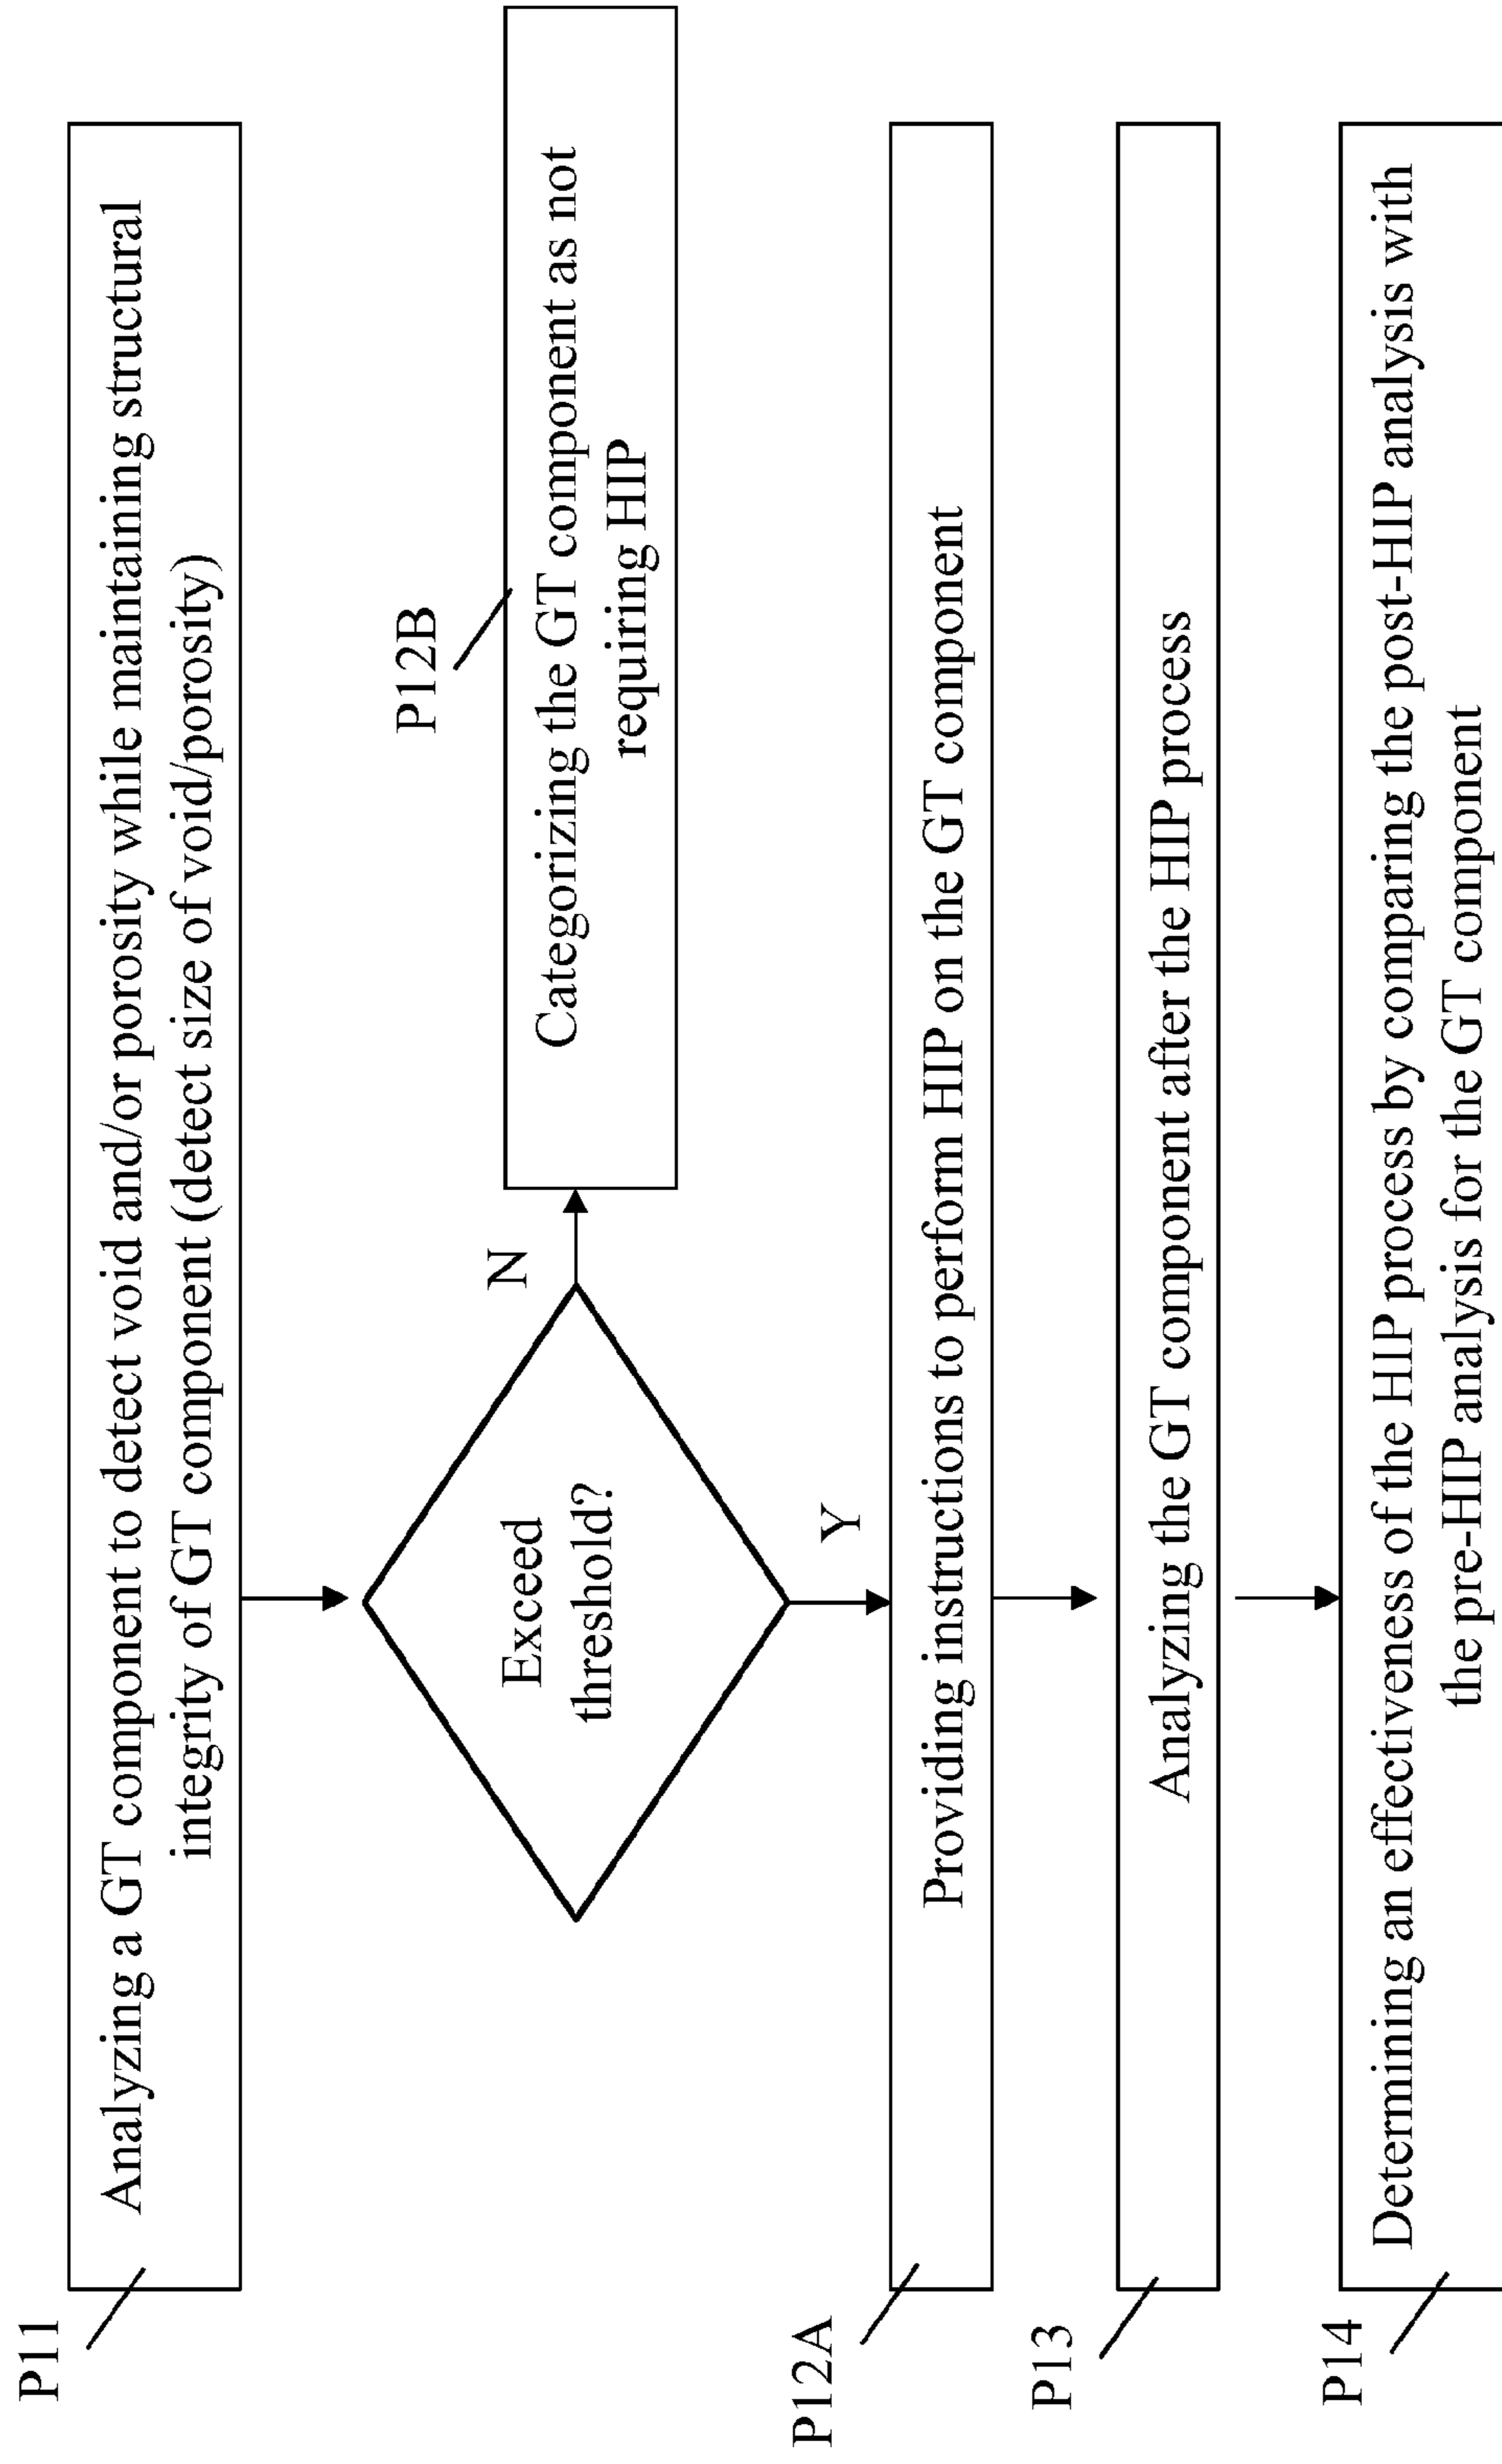 P11
Analyzing a GT component to detect void and/or porosity while maintaining structural
integrity of GT component (detect size of void/porosity)
Exceed
threshold?
N
P12B
Categorizing the GT component as not
requiring HIP
Y
P12A
Providing instructions to perform HIP on the GT component
P13
Analyzing the GT component after the HIP process
P14
Determining an effectiveness of the HIP process by comparing the post-HIP analysis with
the pre-HIP analysis for the GT component